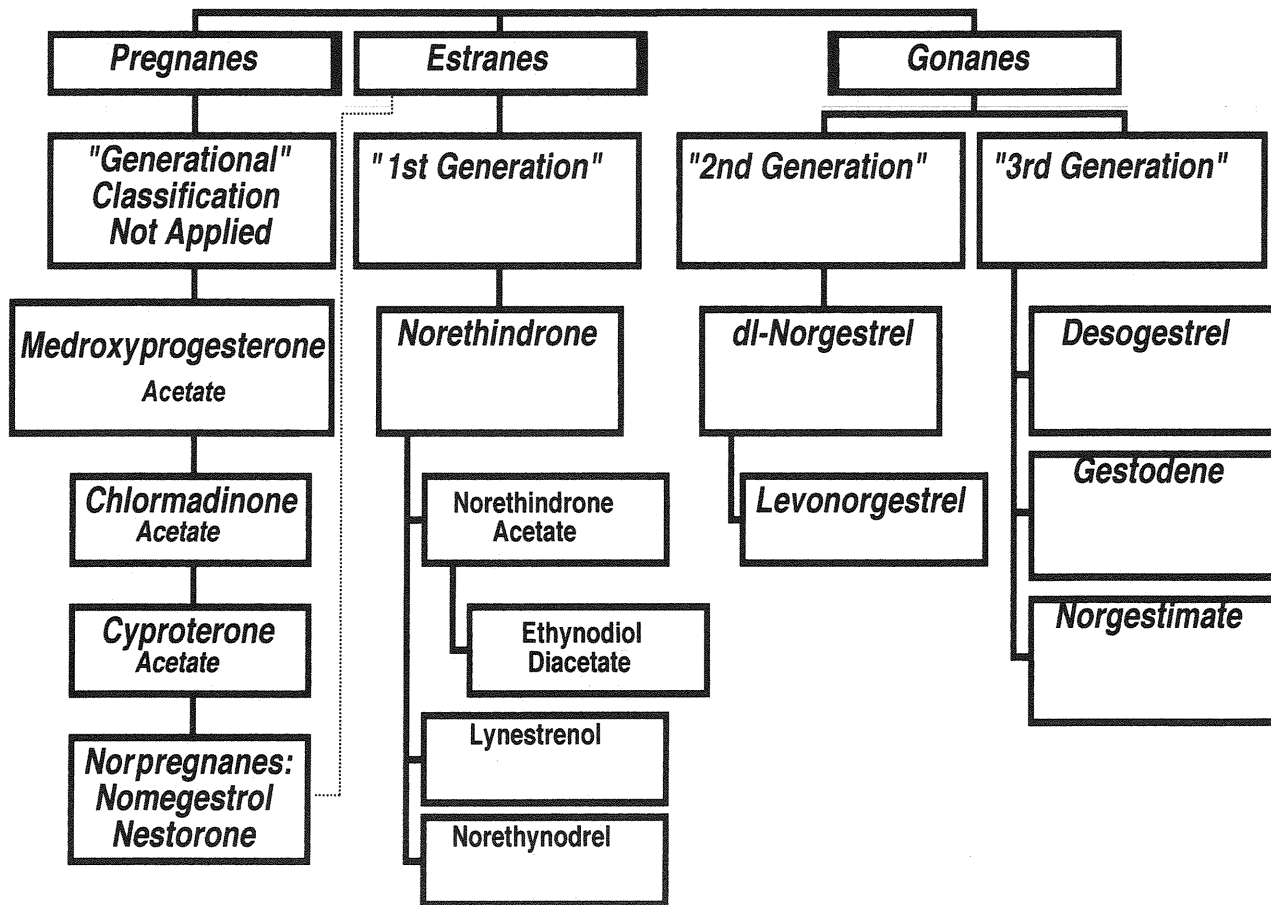 Pregnanes
Estranes
Gonanes
"Generational"
Classification
Not Applied
"1st Generation"
"2nd Generation"
"3rd Generation"
Medroxyprogesterone
Acetate
Norethindrone
dl-Norgestrel
Desogestrel
Chlormadinone
Acetate
Norethindrone
Acetate
Levonorgestrel
Gestodene
Cyproterone
Acetate
Ethynodiol
Diacetate
Norgestimate
Norpregnanes:
Nomegestrol
Nestorone
Lynestrenol
Norethynodrel